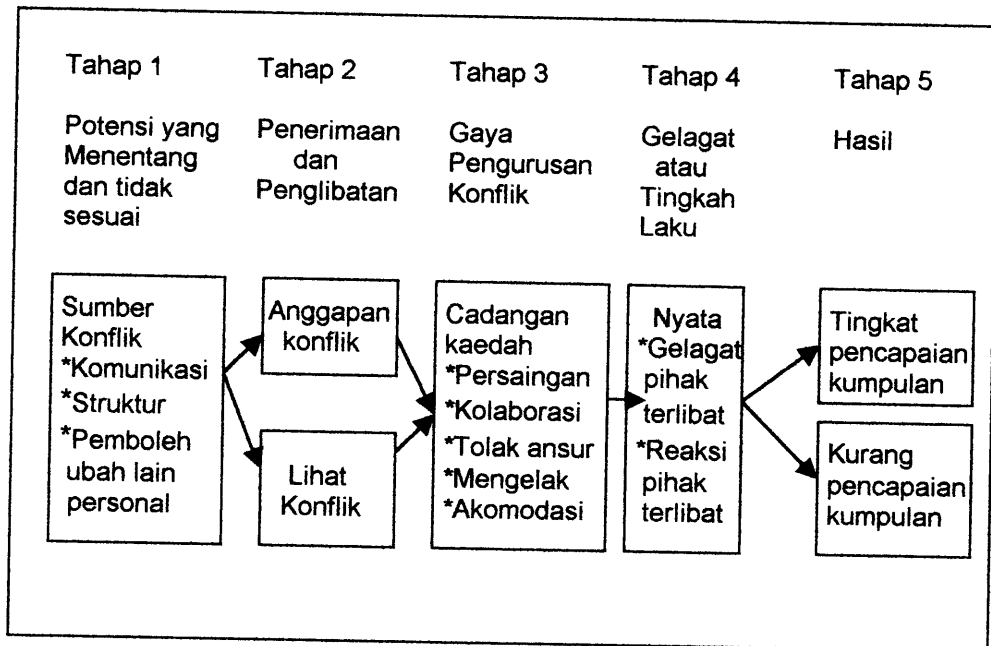 Tahap 1
Potensi yang
Menentang
dan tidak
sesuai
Tahap 2
Penerimaan
dan
Penglibatan
Tahap 3
Gaya
Pengurusan
Konflik
Tahap 4
Gelagat
atau
Tingkah
Laku
Tahap 5
Hasil
Sumber
Konflik
*Komunikasi
*Struktur
*Pemboleh
ubah lain
personal
Anggapan
konflik
Lihat
Konflik
Cadangan
kaedah
*Persaingan
*Kolaborasi
*Tolak ansur
*Mengelak
*Akomodasi
Nyata
*Gelagat
pihak
terlibat
*Reaksi
pihak
terlibat
Tingkat
pencapaian
kumpulan
Kurang
pencapaian
kumpulan